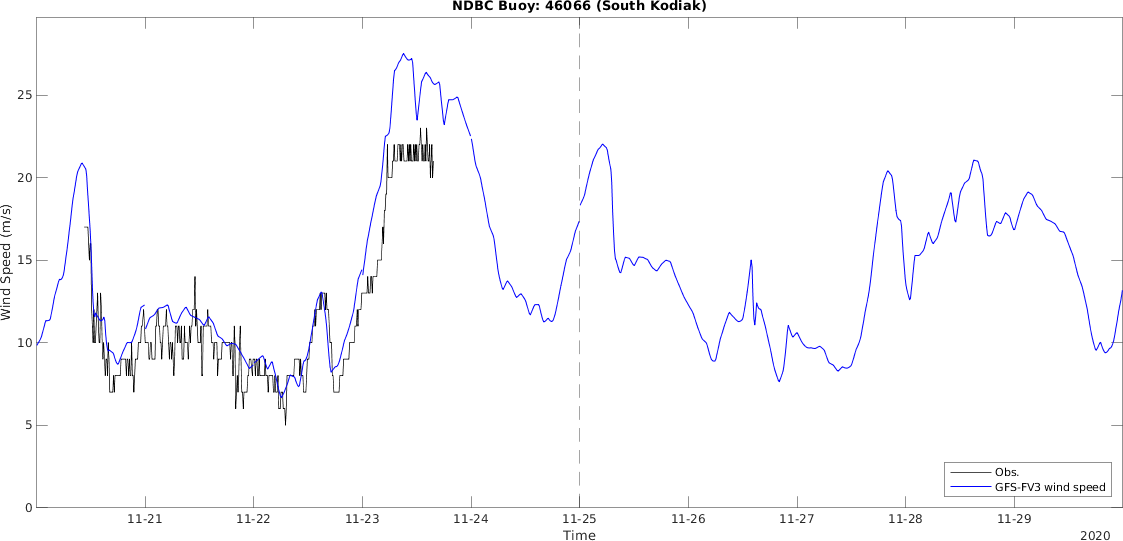 NDBC Buoy: 46066 (South Kodiak)
Wind Speed (m/s)
25
20
15
10
5
0
Obs.
GFS-FV3 wind speed
11-21 11-22 11-23 11-24 11-25 11-26 11-27 11-28 11-29
Time
2020